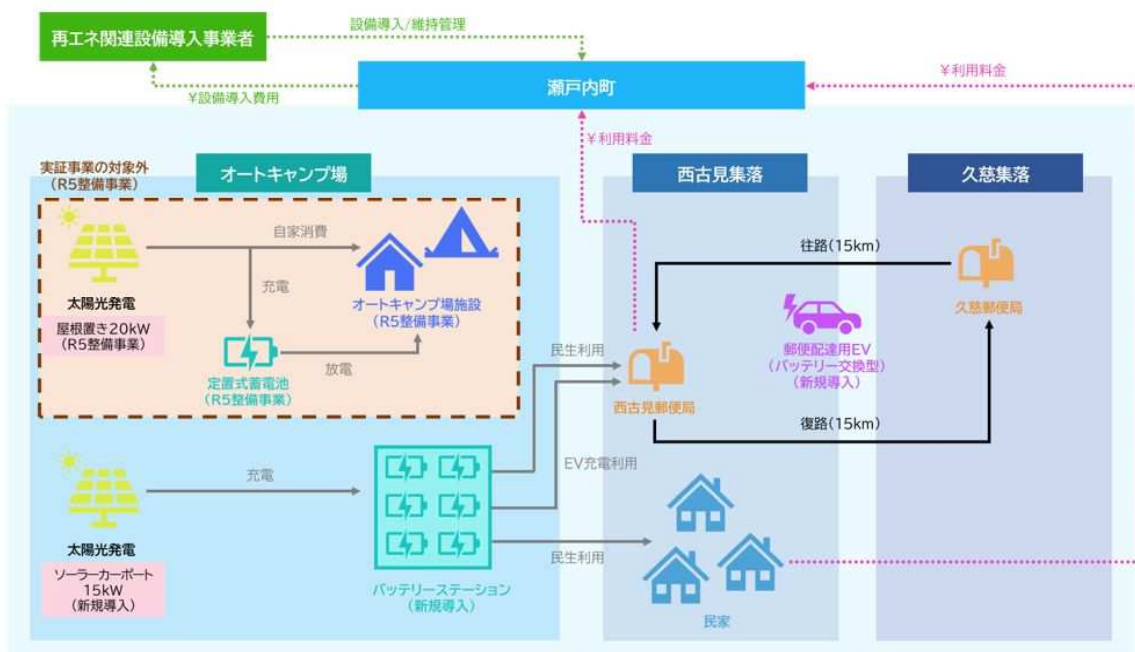 再エネ関連設備導入事業者
設備導入/維持管理
¥設備導入費用
瀬戸内町
¥利用料金
¥利用料金
実証事業の対象外
(R5整備事業)
オートキャンプ場
西古見集落
久慈集落
自家消費
充電
太陽光発電
屋根置き20kW
(R5整備事業)
オートキャンプ場施設
(R5整備事業)
放電
定置式蓄電池
(R5整備事業)
往路(15km)
久慈郵便局
郵便配達用EV
(バッテリー交換型)
(新規導入)
民生利用
西古見郵便局
復路(15km)
EV充電利用
充電
太陽光発電
ソーラーカーポート
15kW
(新規導入)
バッテリーステーション
(新規導入)
民生利用
民家